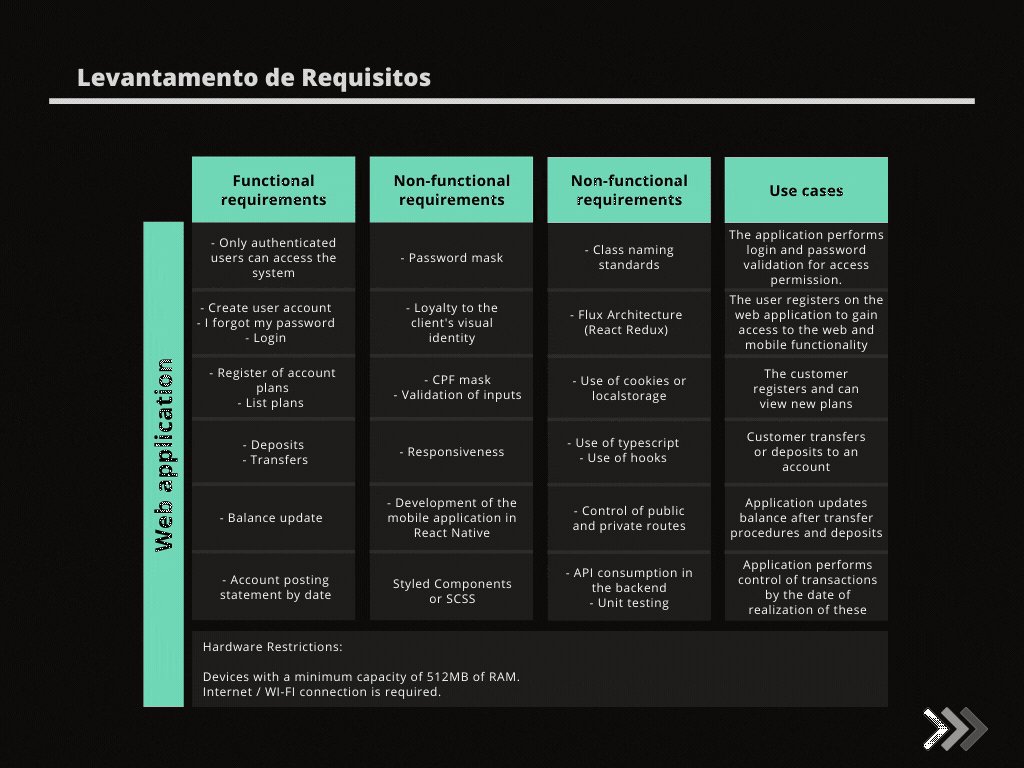 Levantamento de Requisitos
Functional
requirements
Non-functional
requirements
Non-functional
requirements
Use cases
Web application
- Only authenticated
users can access the
system
- Password mask
- Class naming
standards
The application performs
login and password
validation for access
permission.
- Create user account
- I forgot my password
- Login
- Loyalty to the
client's visual
identity
- Flux Architecture
(React Redux)
The user registers on the
web application to gain
access to the web and
mobile functionality
- Register of account
plans
- List plans
- CPF mask
- Validation of inputs
- Use of cookies or
localstorage
The customer
registers and can
view new plans
- Deposits
- Transfers
- Responsiveness
- Use of typescript
- Use of hooks
Customer transfers
or deposits to an
account
- Balance update
- Development of the
mobile application in
React Native
- Control of public
and private routes
Application updates
balance after transfer
procedures and deposits
- Account posting
statement by date
Styled Components
or SCSS
- API consumption in
the backend
- Unit testing
Application performs
control of transactions
by the date of
realization of these
Hardware Restrictions:
Devices with a minimum capacity of 512MB of RAM.
Internet / WI-FI connection is required.